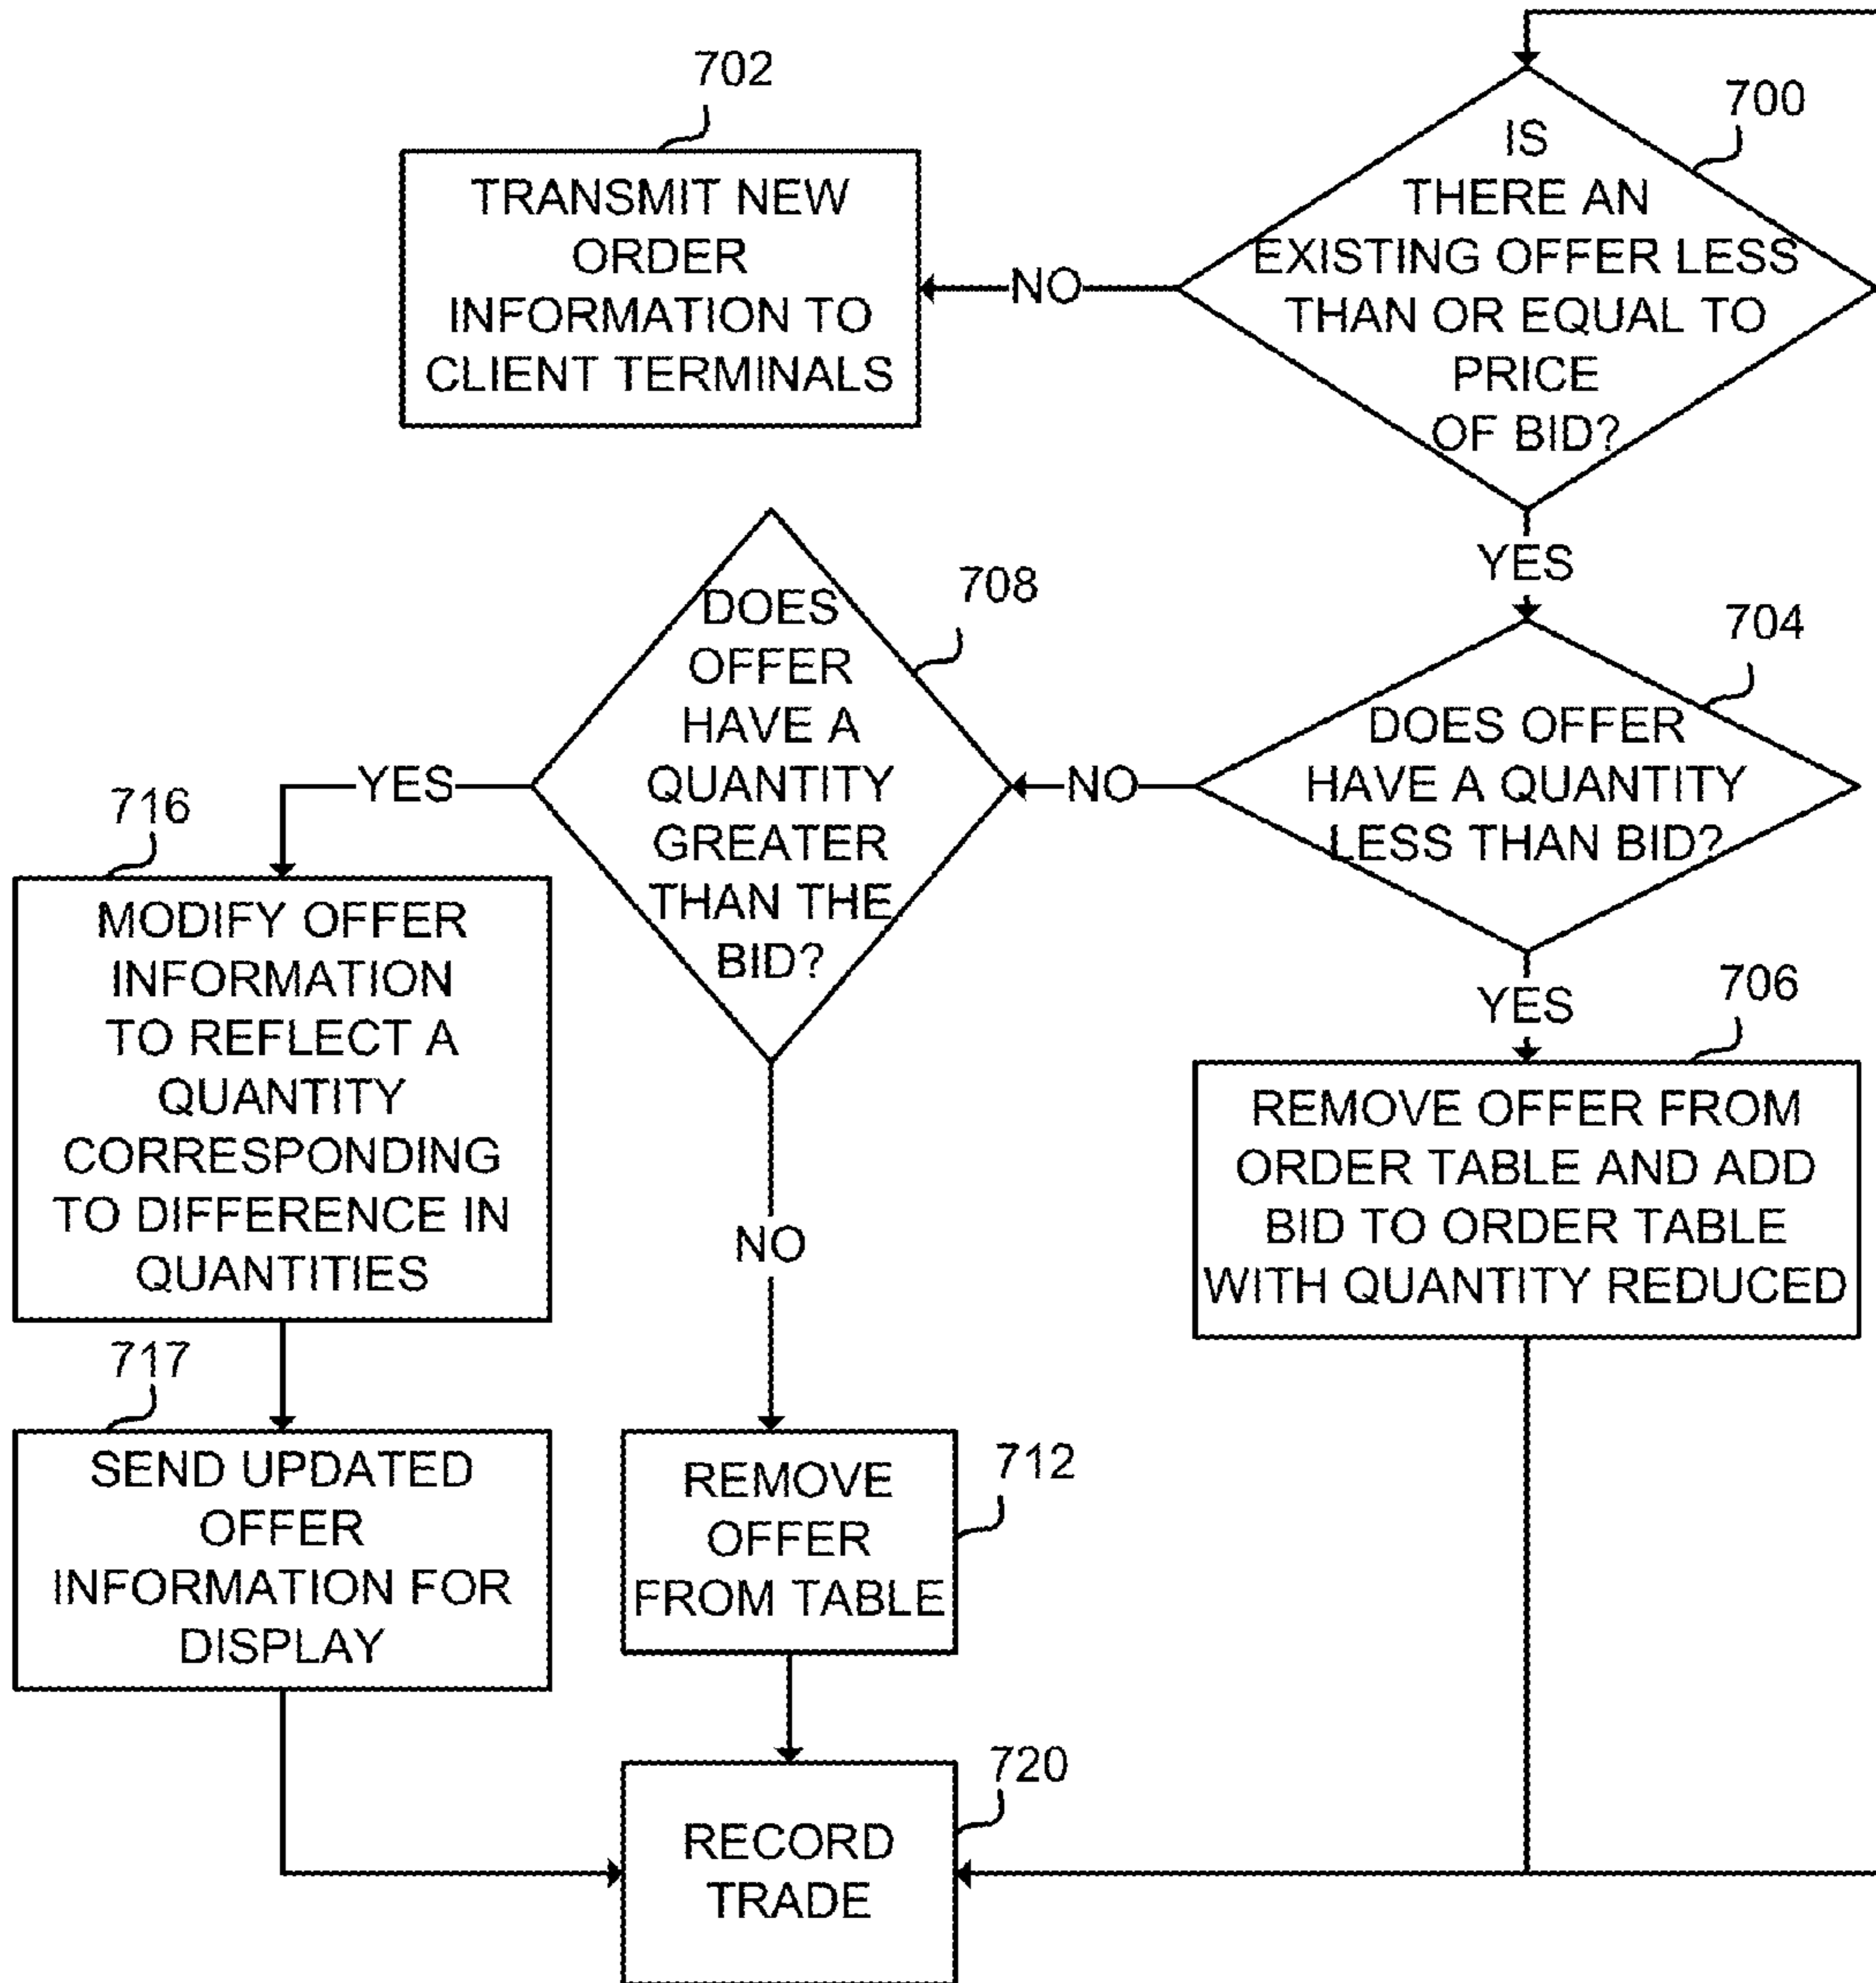 702
TRANSMIT NEW
ORDER
INFORMATION TO
CLIENT TERMINALS
NO
700
IS
THERE AN
EXISTING OFFER LESS
THAN OR EQUAL TO
PRICE
OF BID?
YES
704
DOES OFFER
HAVE A QUANTITY
LESS THAN BID?
NO
708
DOES
OFFER
HAVE A
QUANTITY
GREATER
THAN THE
BID?
YES
716
MODIFY OFFER
INFORMATION
TO REFLECT A
QUANTITY
CORRESPONDING
TO DIFFERENCE IN
QUANTITIES
YES
706
REMOVE OFFER FROM
ORDER TABLE AND ADD
BID TO ORDER TABLE
WITH QUANTITY REDUCED
NO
717
SEND UPDATED
OFFER
INFORMATION FOR
DISPLAY
712
REMOVE
OFFER
FROM TABLE
720
RECORD
TRADE